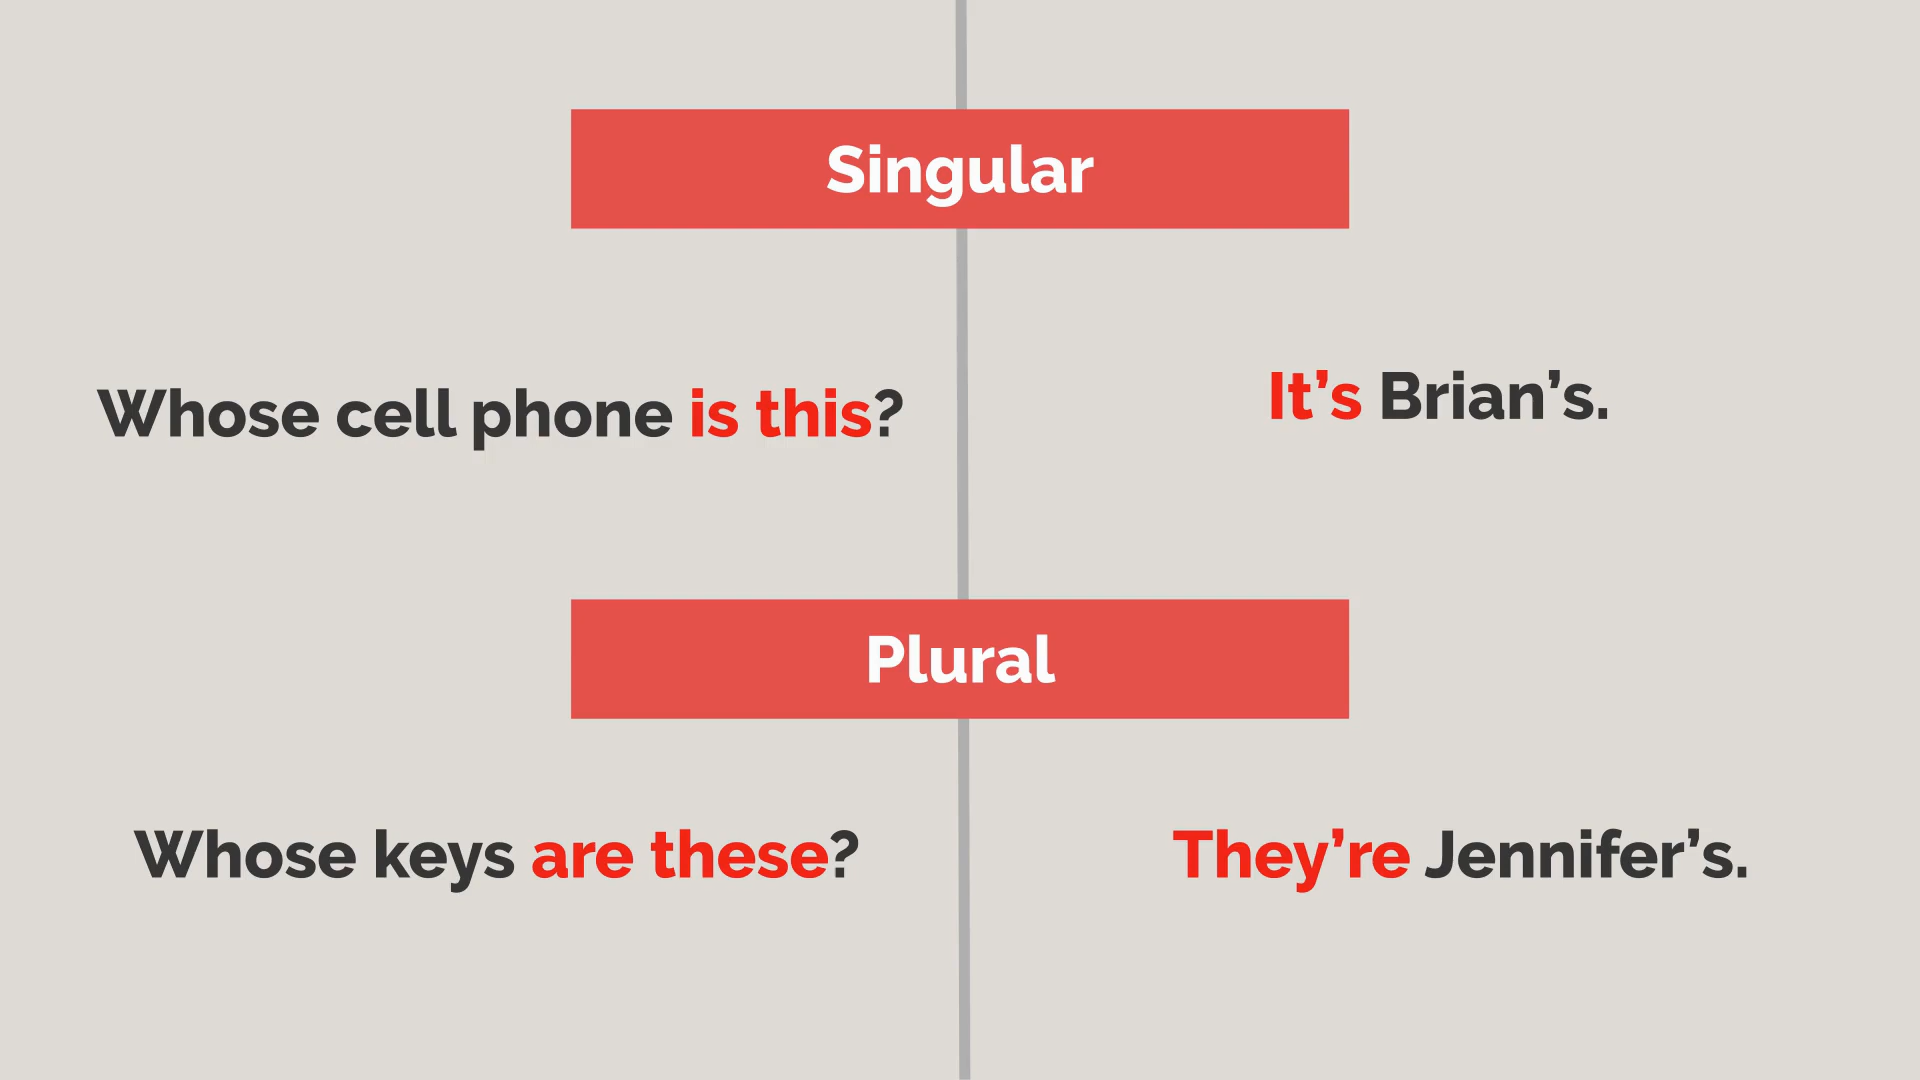 Singular
Whose cell phone is this?
It’s Brian’s.
Plural
Whose keys are these?
They’re Jennifer’s.